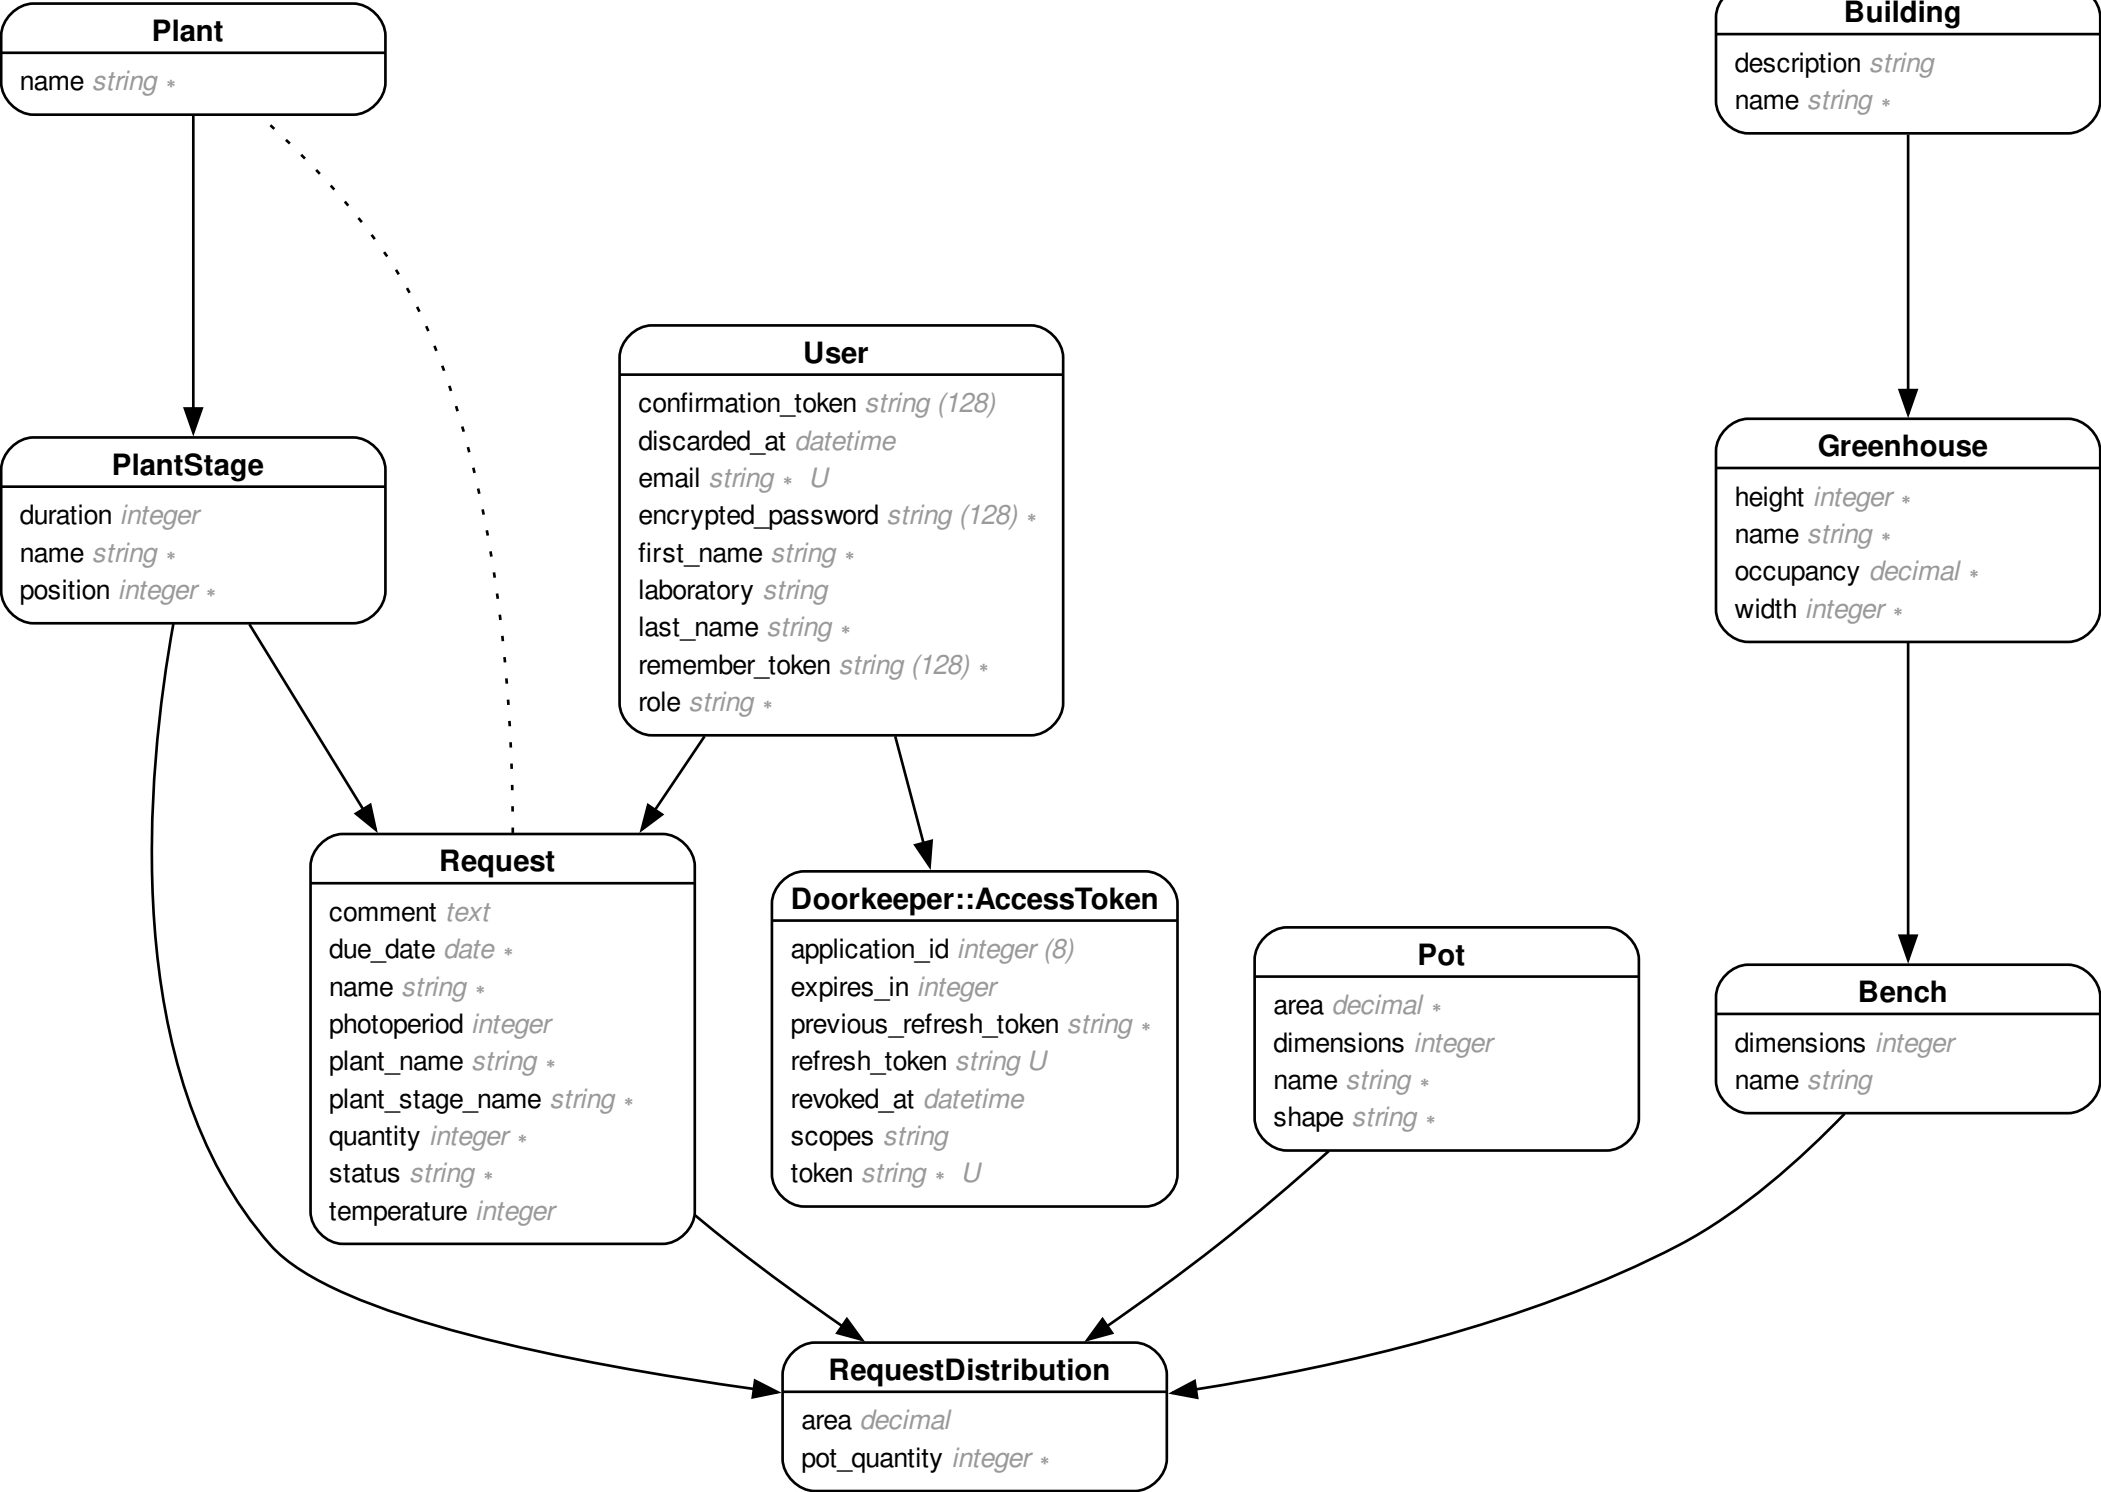 Plant
name string *
Building
description string
name string *
User
confirmation_token string (128)
discarded_at datetime
email string * U
encrypted_password string (128) *
first_name string *
laboratory string
last_name string *
remember_token string (128) *
role string *
PlantStage
duration integer
name string *
position integer *
Greenhouse
height integer *
name string *
occupancy decimal *
width integer *
Request
comment text
due_date date *
name string *
photoperiod integer
plant_name string *
plant_stage_name string *
quantity integer *
status string *
temperature integer
Doorkeeper::AccessToken
application_id integer (8)
expires_in integer
previous_refresh_token string *
refresh_token string U
revoked_at datetime
scopes string
token string * U
Pot
area decimal *
dimensions integer
name string *
shape string *
Bench
dimensions integer
name string
RequestDistribution
area decimal
pot_quantity integer *